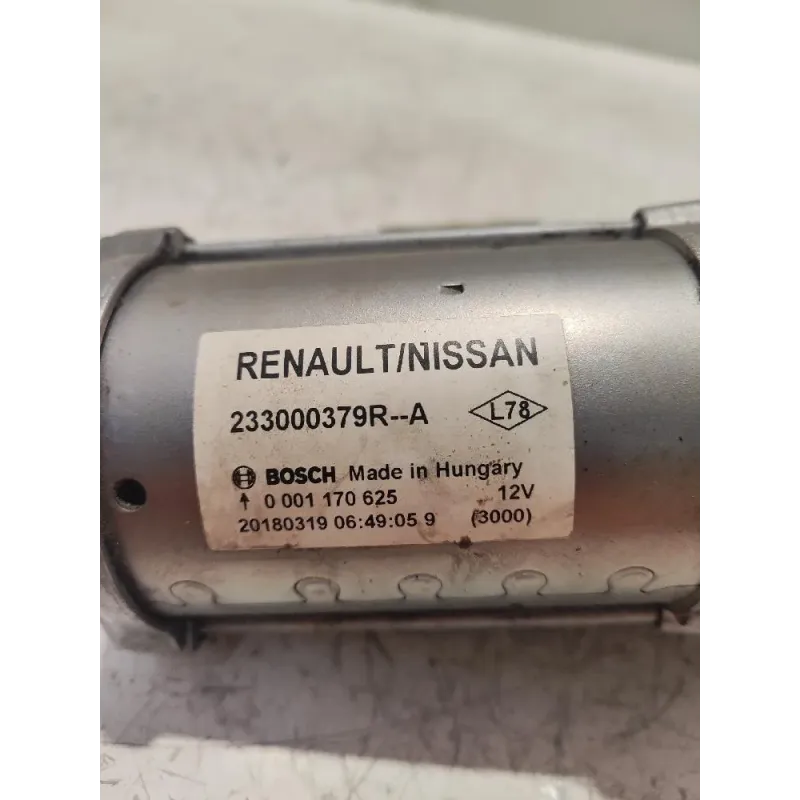 RENAULT/NISSAN
233000379R--A L78
BOSCH Made in Hungary
0 001 170 625 12V
20180319 06:49:05 9 (3000)